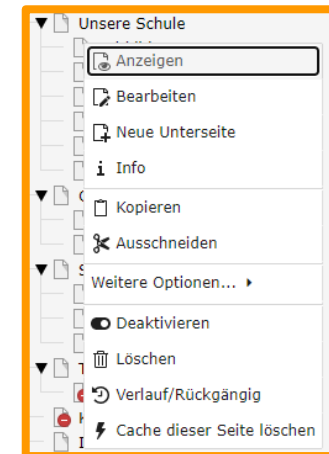 Unsere Schule
Anzeigen
Bearbeiten
Neue Unterseite
Info
Kopieren
Ausschneiden
Weitere Optionen...
Deaktivieren
Löschen
Verlauf/Rückgängig
Cache dieser Seite löschen